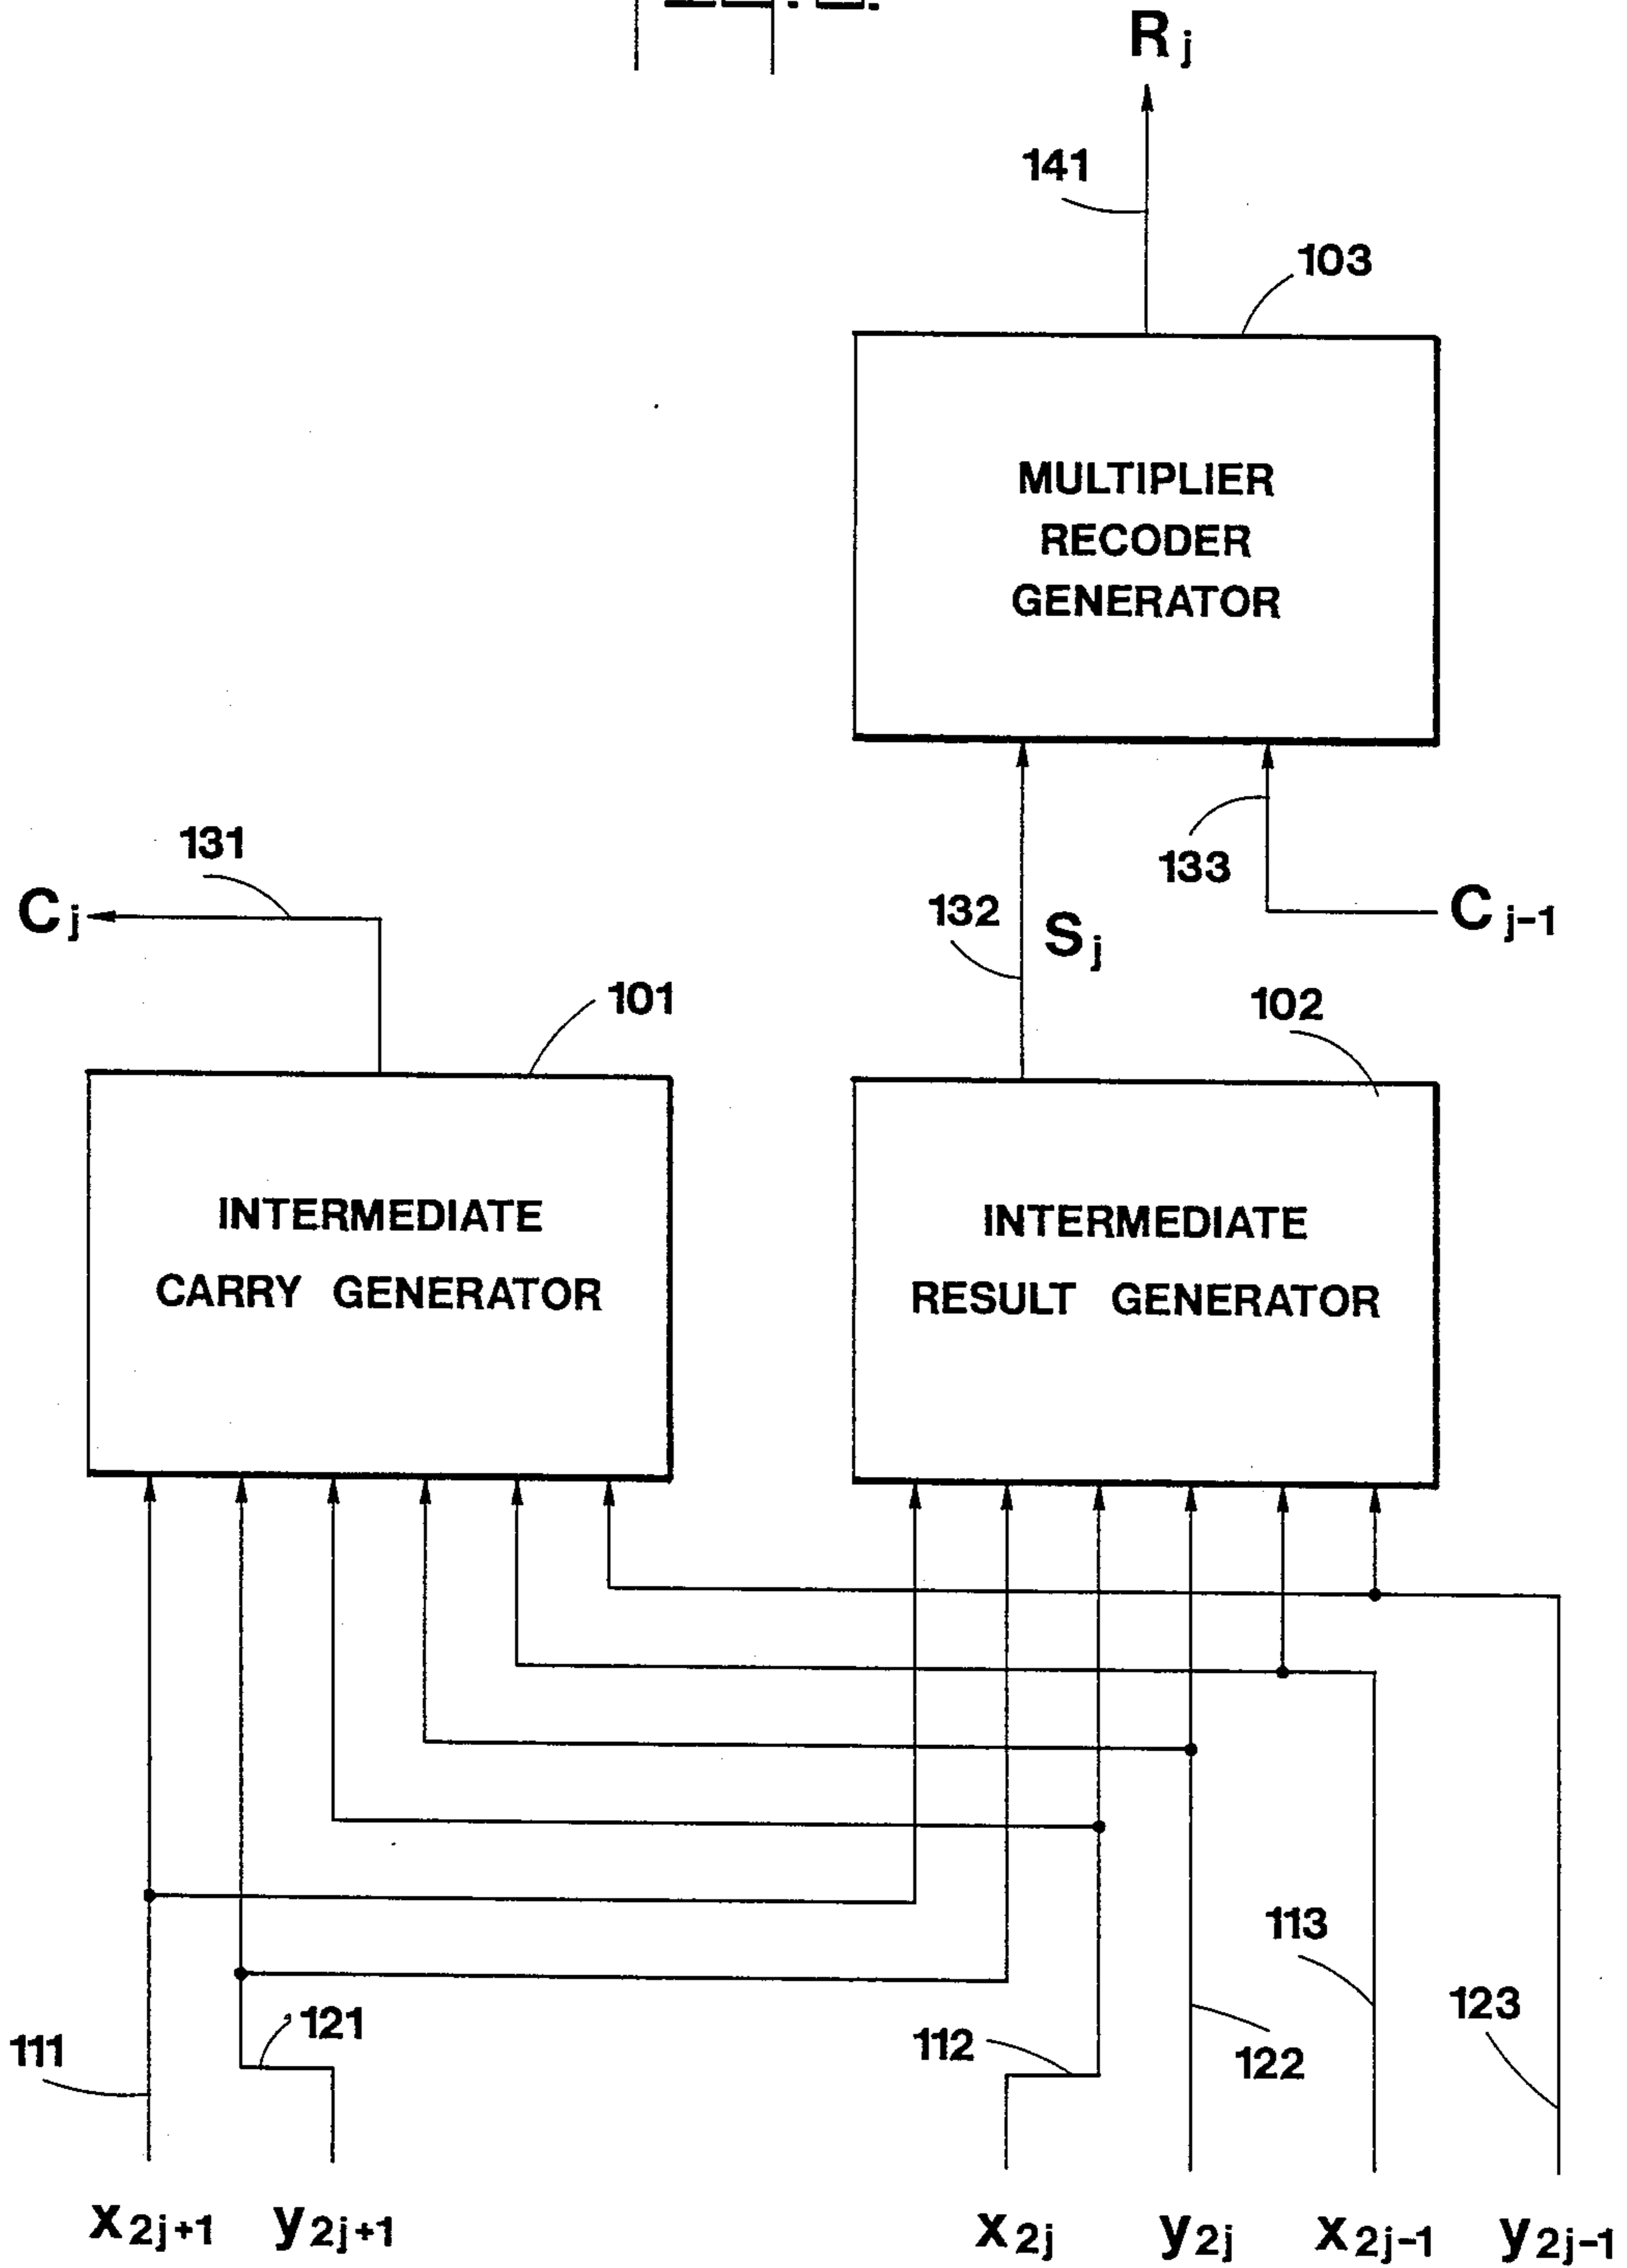 Rj
141
103
MULTIPLIER
RECODER
GENERATOR
131
133
Cj
132
Sj
Cj-1
101
102
INTERMEDIATE
CARRY GENERATOR
INTERMEDIATE
RESULT GENERATOR
113
123
121
111
112
122
x2j+1
y2j+1
x2j
y2j
x2j-1
y2j-1